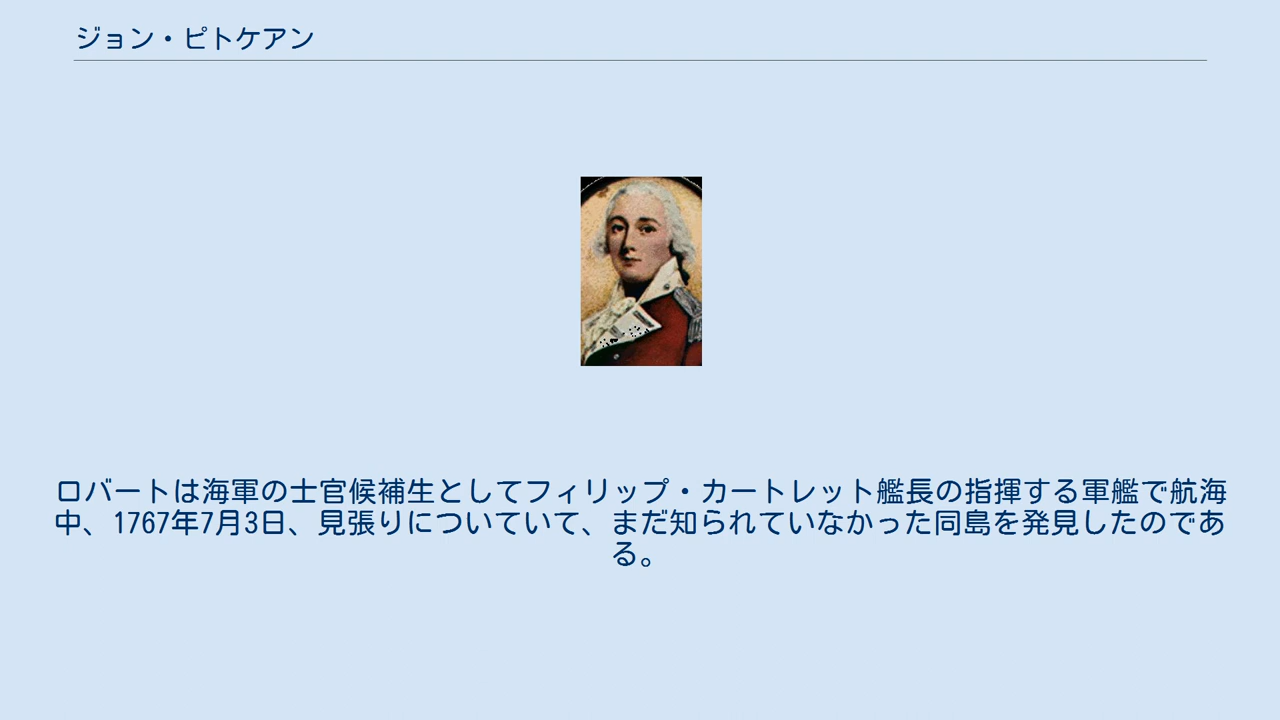 ジョン・ピトケアン
ロバートは海軍の士官候補生としてフィリップ・カートレット艦長の指揮する軍艦で航海
中、1767年7月3日、見張りについていて、まだ知られていなかった同島を発見したのであ
る。